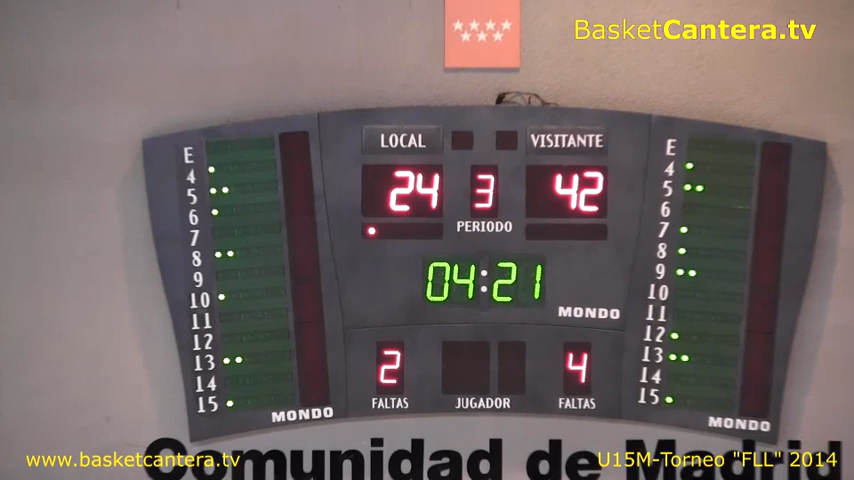 BasketCantera.tv
LOCAL
VISITANTE
24
3
42
PERIODO
04:21
MONDO
2
4
FALTAS
JUGADOR
FALTAS
E
4
5
6
7
8
9
10
11
12
13
14
15
MONDO
E
4
5
6
7
8
9
10
11
12
13
14
15
MONDO
Comunidad de Madrid
www.basketcantera.tv
U15M-Torneo "FLL" 2014